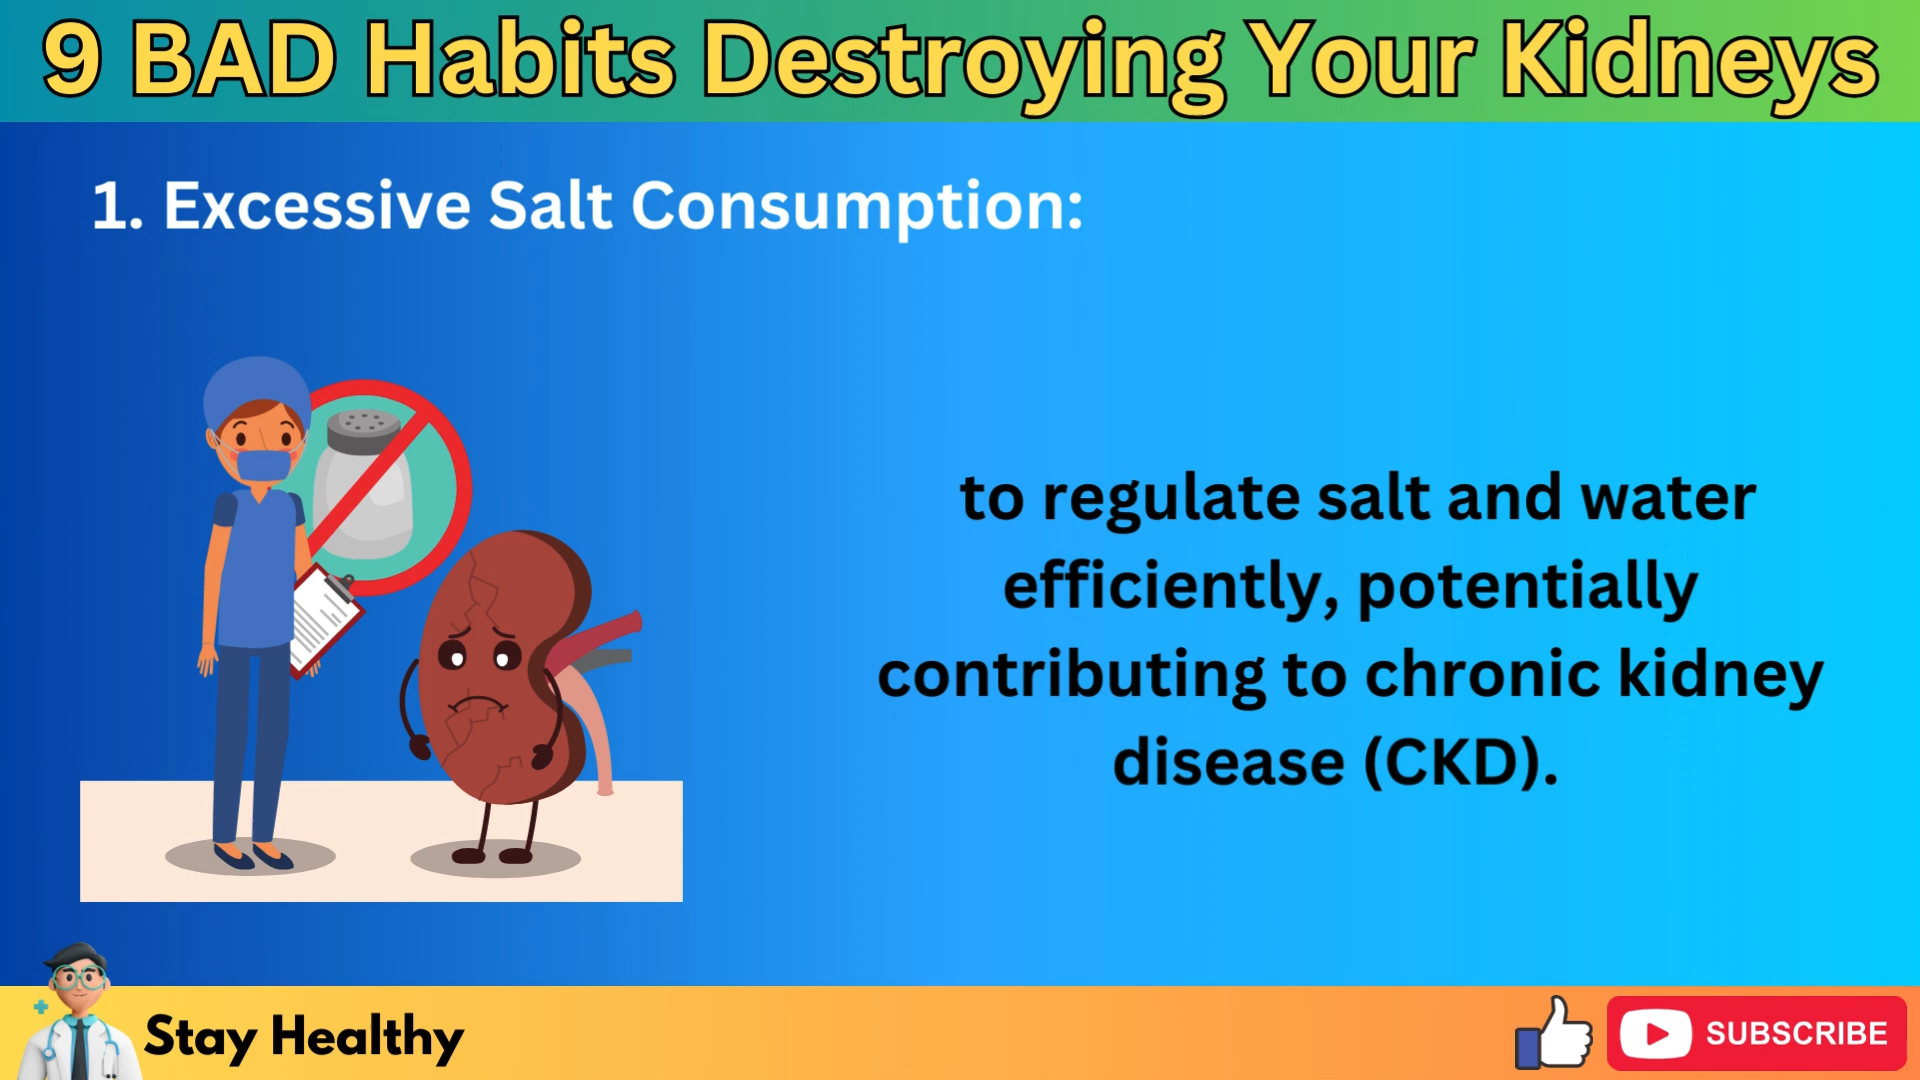 9 BAD Habits Destroying Your Kidneys
1. Excessive Salt Consumption:
to regulate salt and water
efficiently, potentially
contributing to chronic kidney
disease (CKD).
Stay Healthy
SUBSCRIBE